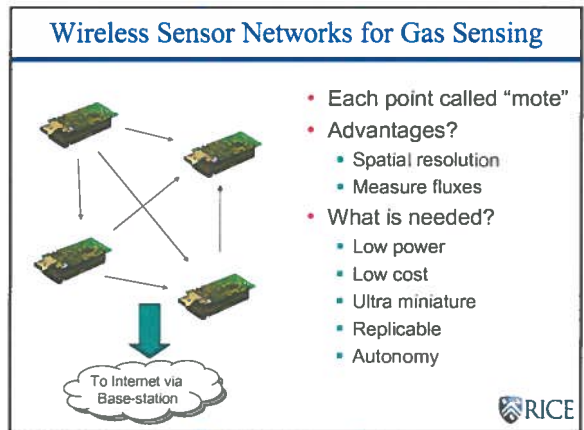 Wireless Sensor Networks for Gas Sensing
• Each point called “mote”
• Advantages?
▪ Spatial resolution
▪ Measure fluxes
• What is needed?
▪ Low power
▪ Low cost
▪ Ultra miniature
▪ Replicable
▪ Autonomy
To Internet via
Base-station
RICE